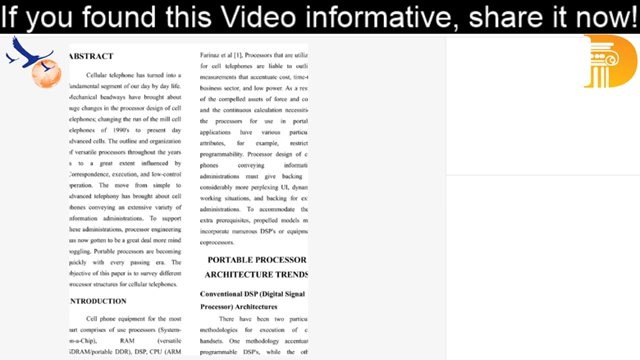 If you found this Video informative, share it now!
ABSTRACT
Cellular telephone has turned into a
fundamental segment of our day by day life.
Mechanical headways have brought about
huge changes in the processor design of cell
telephones; changing the run of the mill cell
telephones of 1990's to present day
advanced cells. The outline and organization
of versatile processors throughout the years
is to a great extent influenced by
correspondence, execution, and low-control
operation. The move from simple to
advanced telephony has brought about cell
phones conveying an extensive variety of
information administrations. To support
these administrations, processor engineering
has now gotten to be a great deal more mind
boggling. Portable processors are becoming
quickly with every passing era. The
objective of this paper is to survey different
processor structures for cellular telephones.
INTRODUCTION
Cell phone equipment for the most
part comprises of use processors (System-
on-a-Chip), RAM (versatile
SDRAM/portable DDR), DSP, CPU (ARM
Farinaz et al [1], Processors that are utiliz
for cell telephones are liable to outli
measurements that accentuate cost, time-t
business sector, and low power. As a res
of the compelled assets of force and co
and the continuous calculation necessiti
the processors for use in portal
applications have various particul
attributes, for example, restrict
programmability. Processor design of c
phones conveying informati
administrations must give backing
considerably more perplexing UI, dynam
working situations, and backing for ex
administrations. To accommodate the
extra prerequisites, propelled models m
incorporate numerous DSP's or equipme
coprocessors.
PORTABLE PROCESSOR
ARCHITECTURE TRENDS
Conventional DSP (Digital Signal
Processor) Architectures
There have been two particul
methodologies for execution of c
handsets. One methodology accentuat
programmable DSP's, while the oth